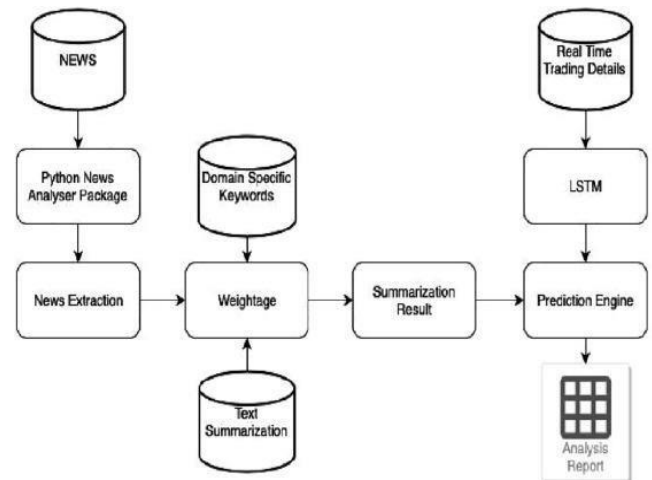 NEWS
Real Time
Trading Details
Python News
Analyser Package
Domain Specific
Keywords
LSTM
News Extraction
Weightage
Summarization
Result
Prediction Engine
Text
Summarization
Analysis
Report